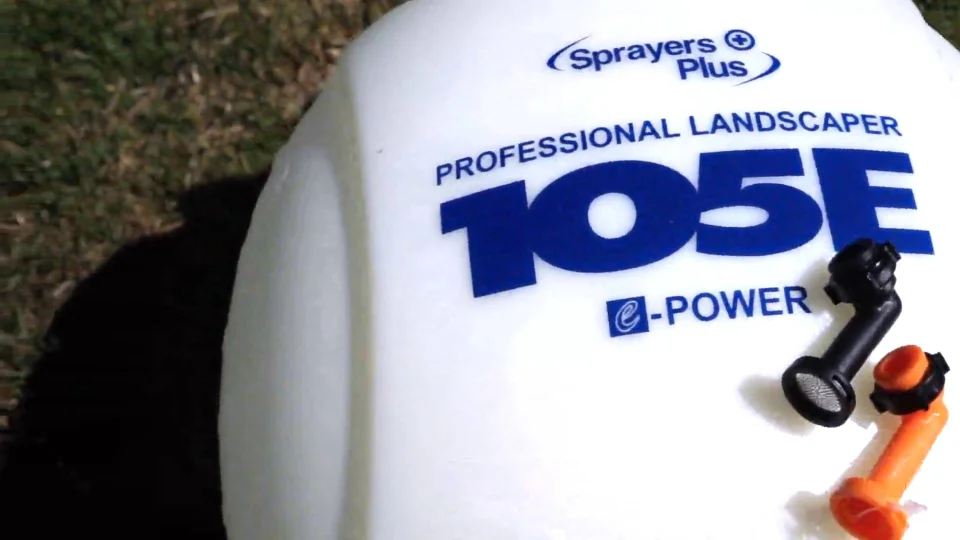 Sprayers
Plus
PROFESSIONAL LANDSCAPER
105E
e-POWER